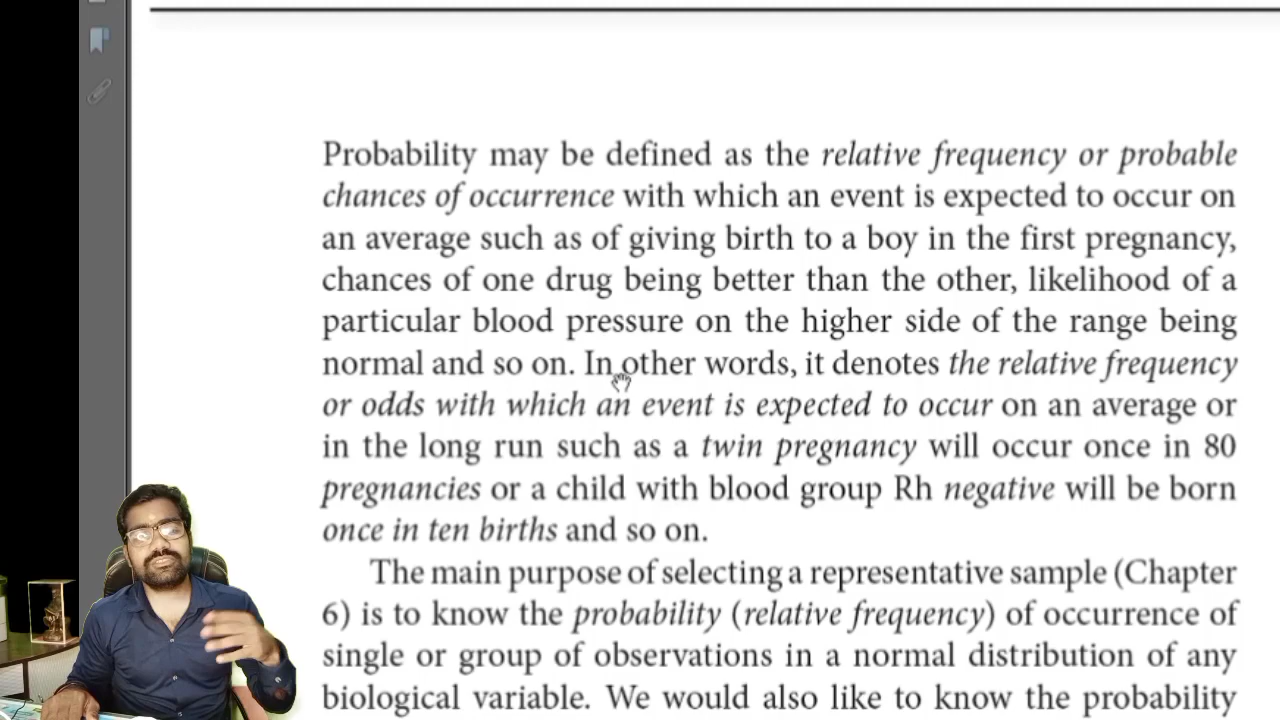 Probability may be defined as the relative frequency or probable
chances of occurrence with which an event is expected to occur on
an average such as of giving birth to a boy in the first pregnancy,
chances of one drug being better than the other, likelihood of a
particular blood pressure on the higher side of the range being
normal and so on. In other words, it denotes the relative frequency
or odds with which an event is expected to occur on an average or
in the long run such as a twin pregnancy will occur once in 80
pregnancies or a child with blood group Rh negative will be born
once in ten births and so on.
The main purpose of selecting a representative sample (Chapter
6) is to know the probability (relative frequency) of occurrence of
single or group of observations in a normal distribution of any
biological variable. We would also like to know the probability